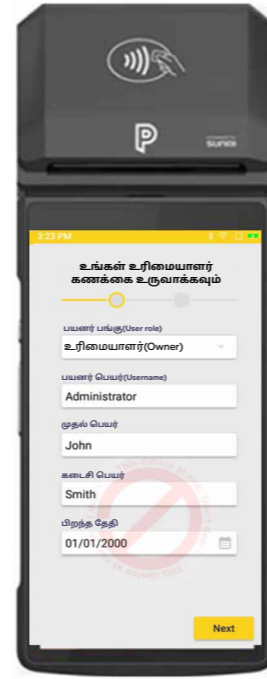 SUNMI
3:23 PM
உங்கள் உரிமையாளர்
கணக்கை உருவாக்கவும்
பயனர் பங்கு(User role)
உரிமையாளர்(Owner)
பயனர் பெயர்(Username)
Administrator
முதல் பெயர்
John
கடைசி பெயர்
Smith
பிறந்த தேதி
01/01/2000
Next